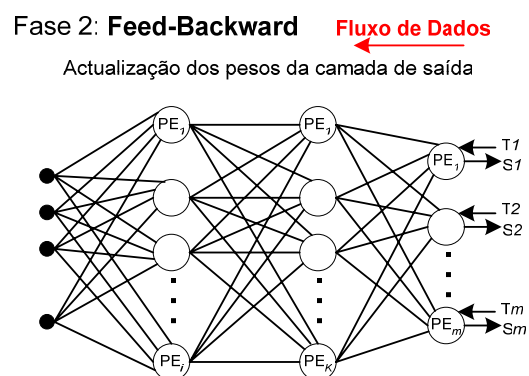 Fase 2: Feed-Backward
Fluxo de Dados
Actualização dos pesos da camada de saída
PE1
PE1
PE1
T1
S1
T2
S2
PEi
PEK
PEm
Tm
Sm